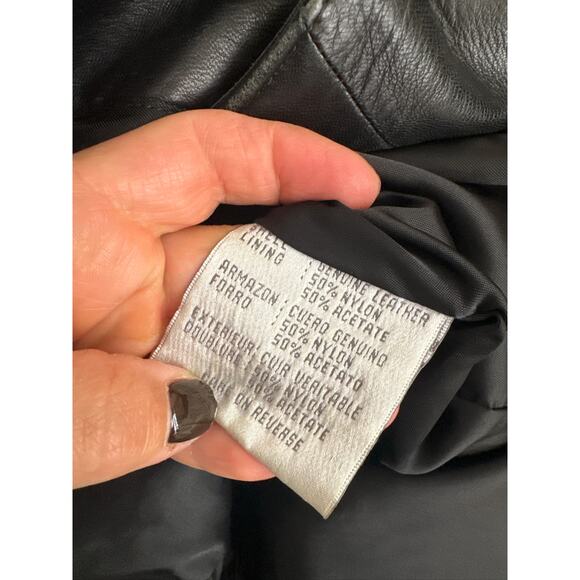 SHELL : GENUINE LEATHER
LINING : 50% NYLON
50% ACETATE
ARMAZON : CUERO GENUINO
FORRO : 50% NYLON
50% ACETATO
EXTERIEUR: CUIR VERITABLE
DOUBLURE: 50% NYLON
50% ACETATE
ON REVERSE